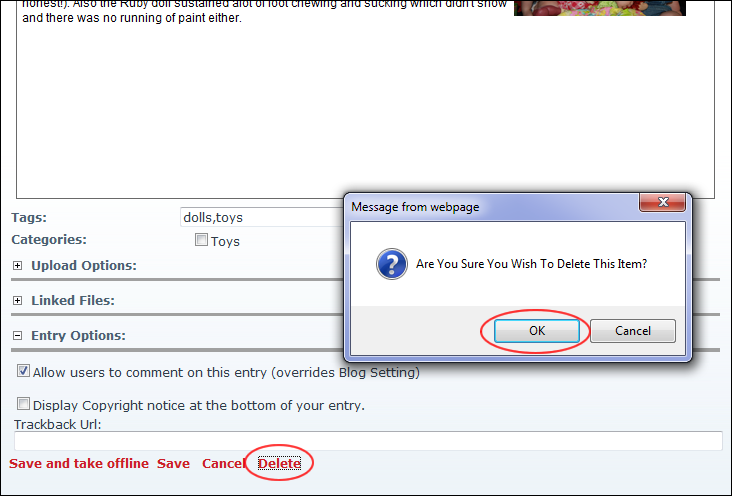 honest!). Also the Ruby doll sustained alot of foot chewing and sucking which didn't show
and there was no running of paint either.
Tags: dolls,toys
Categories: Toys
Upload Options:
Linked Files:
Entry Options:
Message from webpage
Are You Sure You Wish To Delete This Item?
OK Cancel
Allow users to comment on this entry (overrides Blog Setting)
Display Copyright notice at the bottom of your entry.
Trackback Url:
Save and take offline Save Cancel Delete